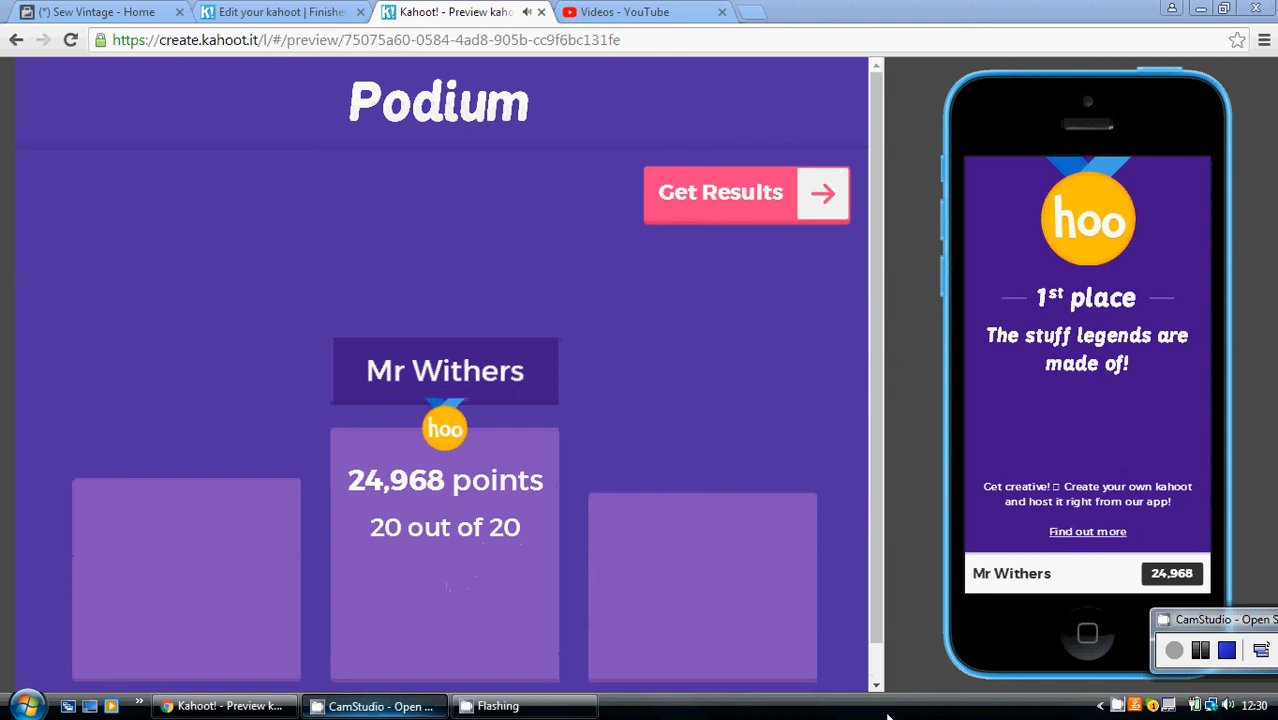 (*) Sew Vintage - Home
Edit your kahoot | Finishe
Kahoot! - Preview kaho
Videos - YouTube
https://create.kahoot.it/l/#/preview/75075a60-0584-4ad8-905b-cc9f6bc131fe
Podium
Get Results
Mr Withers
hoo
24,968 points
20 out of 20
hoo
1st place
The stuff legends are
made of!
Get creative! Create your own kahoot
and host it right from our app!
Find out more
Mr Withers 24,968
CamStudio - Open S
Kahoot! - Preview k...
CamStudio - Open ...
Flashing
12:30